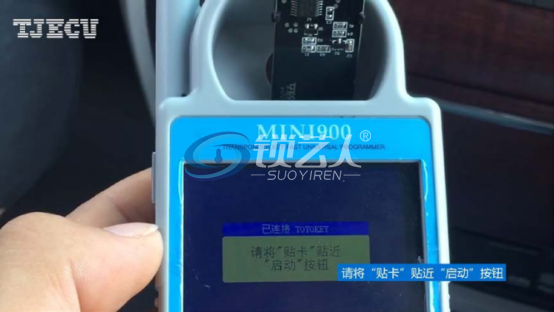 TJECU
MINI900
锁艺人®
SUOYIREN.
已连接 TOYOKEY
请将"贴卡"贴近
"启动"按钮
请将“贴卡”贴近“启动”按钮